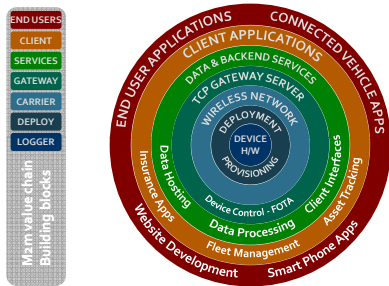 END USERS
CLIENT
SERVICES
GATEWAY
CARRIER
DEPLOY
LOGGER
M2m value chain
Building blocks
END USER APPLICATIONS
CONNECTED VEHICLE APPS
CLIENT APPLICATIONS
DATA & BACKEND SERVICES
TCP GATEWAY SERVER
WIRELESS NETWORK
DEPLOYMENT
DEVICE
H/W
PROVISIONING
Device Control - FOTA
Data Hosting
Data Processing
Client Interfaces
Insurance Apps
Fleet Management
Asset Tracking
Website Development
Smart Phone Apps